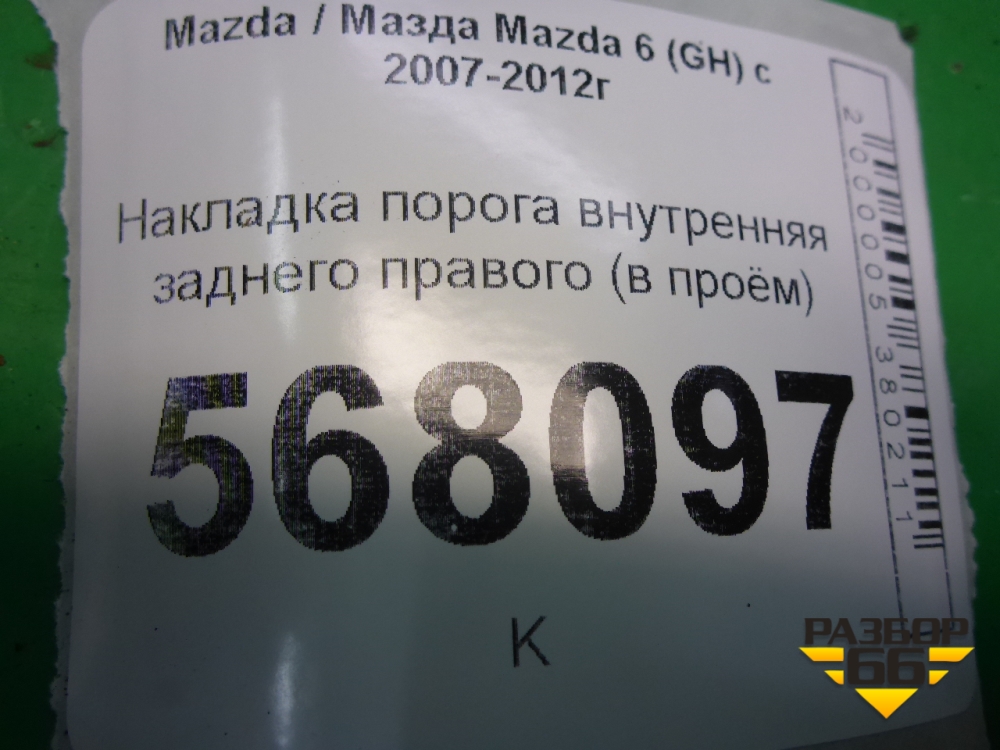 Mazda / Мазда Mazda 6 (GH) с
2007-2012г
Накладка порога внутренняя
заднего правого (в проём)
568097
К
2000005380211
РАЗБОР
66